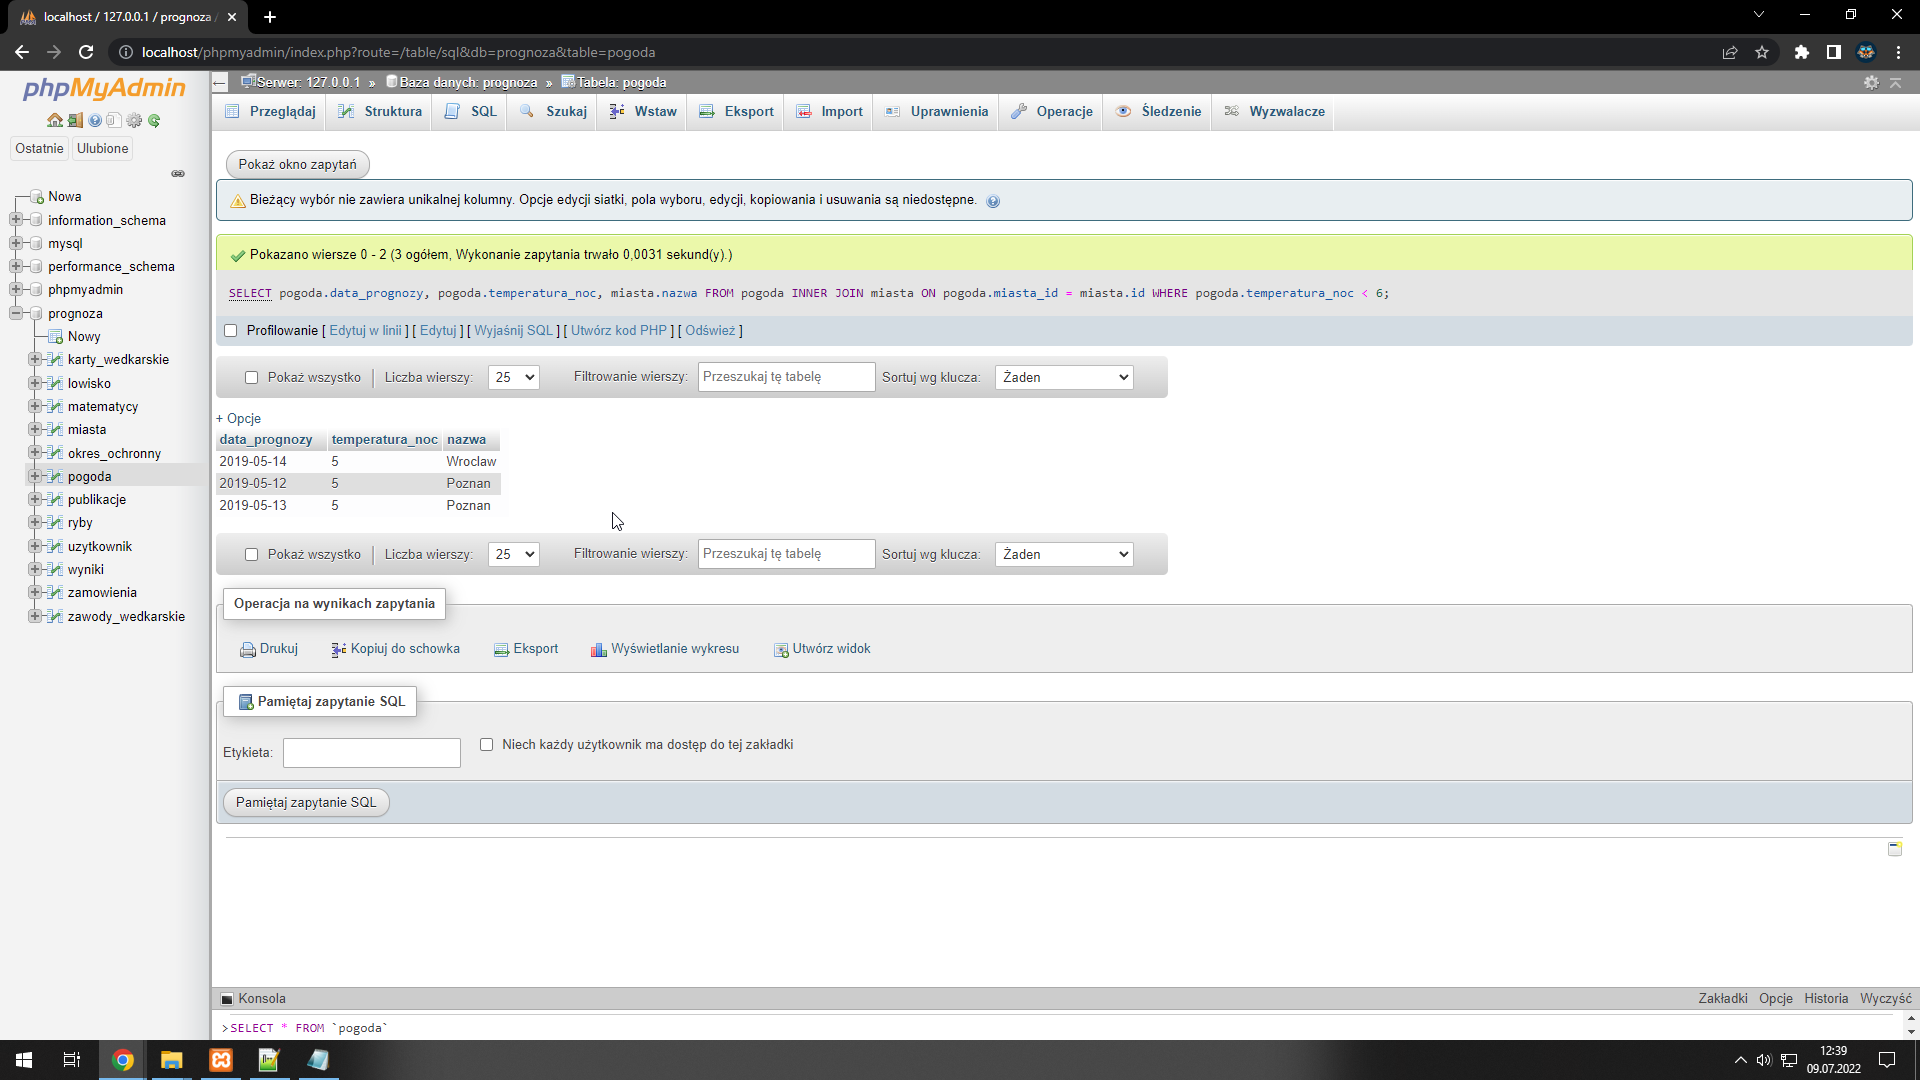 localhost / 127.0.0.1 / prognoza
localhost/phpmyadmin/index.php?route=/table/sql&db=prognoza&table=pogoda
phpMyAdmin
Ostatnie Ulubione
Nowa
information_schema
mysql
performance_schema
phpmyadmin
prognoza
Nowy
karty_wedkarskie
lowisko
matematycy
miasta
okres_ochronny
pogoda
publikacje
ryby
uzytkownik
wyniki
zamowienia
zawody_wedkarskie
Serwer: 127.0.0.1 » Baza danych: prognoza » Tabela: pogoda
Przeglądaj Struktura SQL Szukaj Wstaw Eksport Import Uprawnienia Operacje Śledzenie Wyzwalacze
Pokaż okno zapytań
Bieżący wybór nie zawiera unikalnej kolumny. Opcje edycji siatki, pola wyboru, edycji, kopiowania i usuwania są niedostępne.
Pokazano wiersze 0 - 2 (3 ogółem, Wykonanie zapytania trwało 0,0031 sekund(y).)
SELECT pogoda.data_prognozy, pogoda.temperatura_noc, miasta.nazwa FROM pogoda INNER JOIN miasta ON pogoda.miasta_id = miasta.id WHERE pogoda.temperatura_noc < 6;
Profilowanie [ Edytuj w linii ] [ Edytuj ] [ Wyjaśnij SQL ] [ Utwórz kod PHP ] [ Odśwież ]
Pokaż wszystko | Liczba wierszy: 25 Filtrowanie wierszy: Przeszukaj tę tabelę Sortuj wg klucza: Żaden
+ Opcje
data_prognozy temperatura_noc nazwa
2019-05-14 5 Wroclaw
2019-05-12 5 Poznan
2019-05-13 5 Poznan
Pokaż wszystko | Liczba wierszy: 25 Filtrowanie wierszy: Przeszukaj tę tabelę Sortuj wg klucza: Żaden
Operacja na wynikach zapytania
Drukuj Kopiuj do schowka Eksport Wyświetlanie wykresu Utwórz widok
Pamiętaj zapytanie SQL
Etykieta: Niech każdy użytkownik ma dostęp do tej zakładki
Pamiętaj zapytanie SQL
Konsola Zakładki Opcje Historia Wyczyść
>SELECT * FROM `pogoda`
12:39
09.07.2022